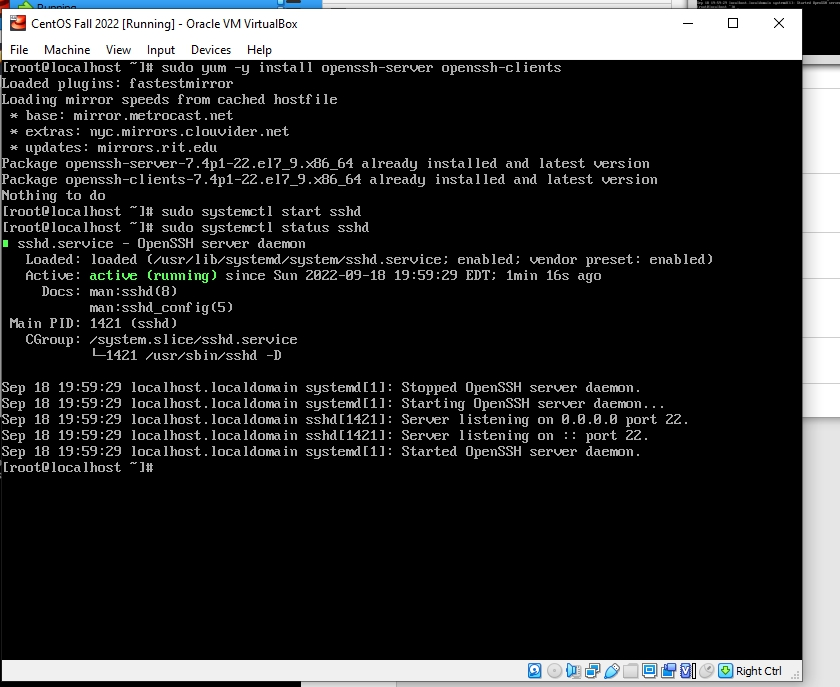 Running
CentOS Fall 2022 [Running] - Oracle VM VirtualBox
File Machine View Input Devices Help
[root@localhost ~]# sudo yum -y install openssh-server openssh-clients
Loaded plugins: fastestmirror
Loading mirror speeds from cached hostfile
 * base: mirror.metrocast.net
 * extras: nyc.mirrors.clouvider.net
 * updates: mirrors.rit.edu
Package openssh-server-7.4p1-22.el7_9.x86_64 already installed and latest version
Package openssh-clients-7.4p1-22.el7_9.x86_64 already installed and latest version
Nothing to do
[root@localhost ~]# sudo systemctl start sshd
[root@localhost ~]# sudo systemctl status sshd
sshd.service - OpenSSH server daemon
   Loaded: loaded (/usr/lib/systemd/system/sshd.service; enabled; vendor preset: enabled)
   Active: active (running) since Sun 2022-09-18 19:59:29 EDT; 1min 16s ago
     Docs: man:sshd(8)
           man:sshd_config(5)
 Main PID: 1421 (sshd)
   CGroup: /system.slice/sshd.service
           └─1421 /usr/sbin/sshd -D
Sep 18 19:59:29 localhost.localdomain systemd[1]: Stopped OpenSSH server daemon.
Sep 18 19:59:29 localhost.localdomain systemd[1]: Starting OpenSSH server daemon...
Sep 18 19:59:29 localhost.localdomain sshd[1421]: Server listening on 0.0.0.0 port 22.
Sep 18 19:59:29 localhost.localdomain sshd[1421]: Server listening on :: port 22.
Sep 18 19:59:29 localhost.localdomain systemd[1]: Started OpenSSH server daemon.
[root@localhost ~]#
Right Ctrl